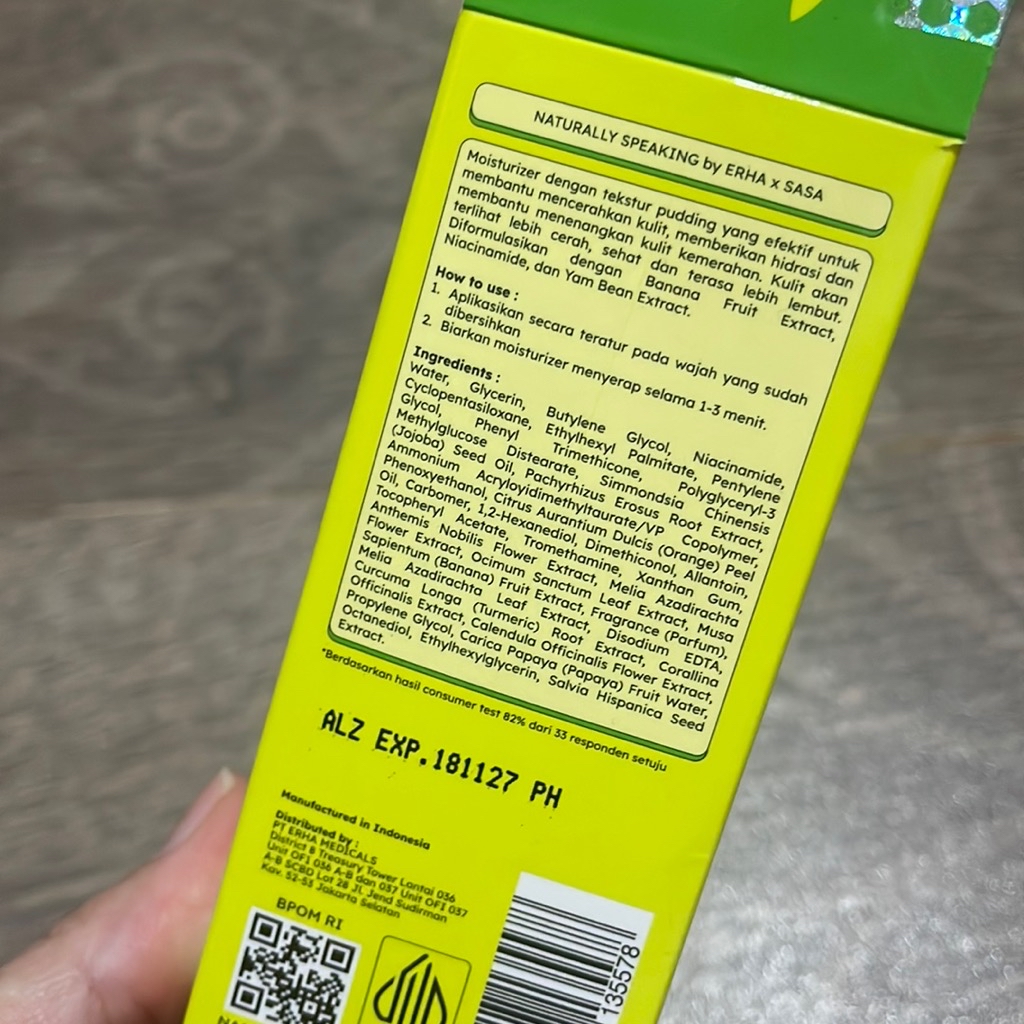 NATURALLY SPEAKING by ERHA x SASA
Moisturizer dengan tekstur pudding yang efektif untuk
membantu mencerahkan kulit, memberikan hidrasi dan
membantu menenangkan kulit kemerahan. Kulit akan
terlihat lebih cerah, sehat dan terasa lebih lembut.
Diformulasikan dengan Banana Fruit Extract,
Niacinamide, dan Yam Bean Extract.
How to use :
1. Aplikasikan secara teratur pada wajah yang sudah
dibersihkan
2. Biarkan moisturizer menyerap selama 1-3 menit.
Ingredients :
Water, Glycerin, Butylene Glycol, Niacinamide,
Cyclopentasiloxane, Ethylhexyl Palmitate, Pentylene
Glycol, Phenyl Trimethicone, Polyglyceryl-3
Methylglucose Distearate, Simmondsia Chinensis
(Jojoba) Seed Oil, Pachyrhizus Erosus Root Extract,
Ammonium Acryloyidimethyltaurate/VP Copolymer,
Phenoxyethanol, Citrus Aurantium Dulcis (Orange) Peel
Oil, Carbomer, 1,2-Hexanediol, Dimethiconol, Allantoin,
Tocopheryl Acetate, Tromethamine, Xanthan Gum,
Anthemis Nobilis Flower Extract, Melia Azadirachta
Flower Extract, Ocimum Sanctum Leaf Extract, Musa
Sapientum (Banana) Fruit Extract, Fragrance (Parfum),
Melia Azadirachta Leaf Extract, Disodium EDTA,
Curcuma Longa (Turmeric) Root Extract, Corallina
Officinalis Extract, Calendula Officinalis Flower Extract,
Propylene Glycol, Carica Papaya (Papaya) Fruit Water,
Octanediol, Ethylhexylglycerin, Salvia Hispanica Seed
Extract.
*Berdasarkan hasil consumer test 82% dari 33 responden setuju
ALZ EXP.181127 PH
Manufactured in Indonesia
Distributed by :
PT ERHA MEDICALS
District 8 Treasury Tower Lantai 036
Unit OFI 036 A-B dan 037 Unit OFI 037
A-B SCBD Lot 28 Jl. Jend Sudirman
Kav. 52-53 Jakarta Selatan
BPOM RI
135578